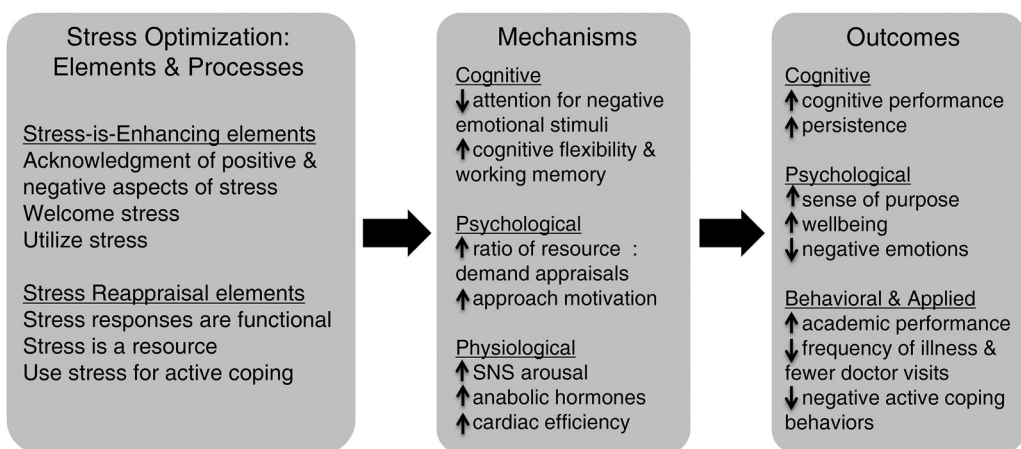 Stress Optimization:
Elements & Processes
Stress-is-Enhancing elements
Acknowledgment of positive &
negative aspects of stress
Welcome stress
Utilize stress
Stress Reappraisal elements
Stress responses are functional
Stress is a resource
Use stress for active coping
Mechanisms
Cognitive
↓ attention for negative
emotional stimuli
↑ cognitive flexibility &
working memory
Psychological
↑ ratio of resource :
demand appraisals
↑ approach motivation
Physiological
↑ SNS arousal
↑ anabolic hormones
↑ cardiac efficiency
Outcomes
Cognitive
↑ cognitive performance
↑ persistence
Psychological
↑ sense of purpose
↑ wellbeing
↓ negative emotions
Behavioral & Applied
↑ academic performance
↓ frequency of illness &
fewer doctor visits
↓ negative active coping
behaviors